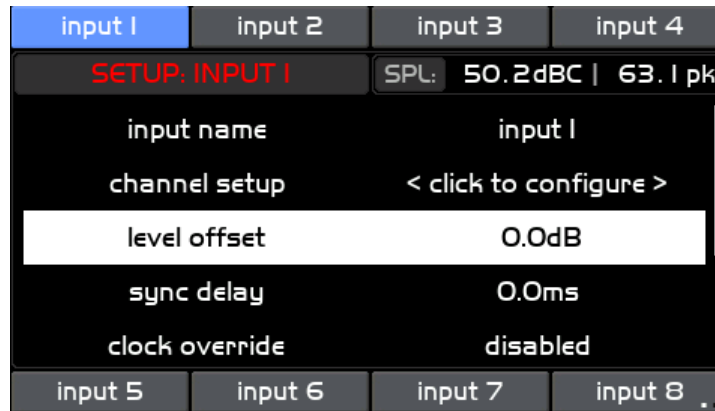 input 1 input 2 input 3 input 4
SETUP: INPUT 1 SPL: 50.2dBC | 63.1 pk
input name input 1
channel setup < click to configure >
level offset 0.0dB
sync delay 0.0ms
clock override disabled
input 5 input 6 input 7 input 8